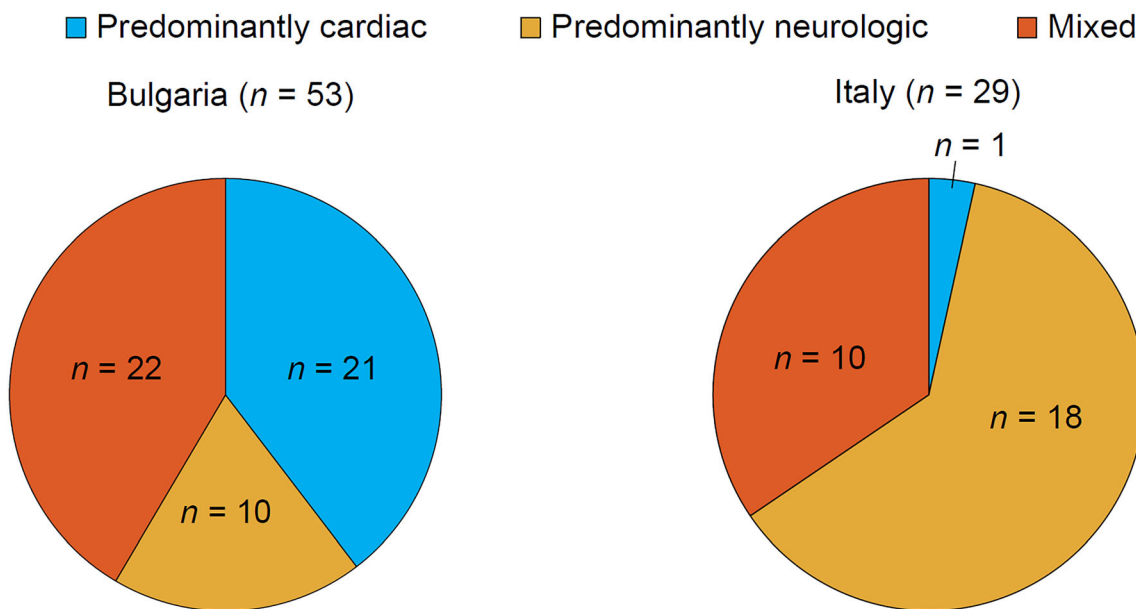 Predominantly cardiac Predominantly neurologic Mixed
Bulgaria (n = 53) Italy (n = 29)
n = 1
n = 22 n = 21 n = 10
n = 18
n = 10